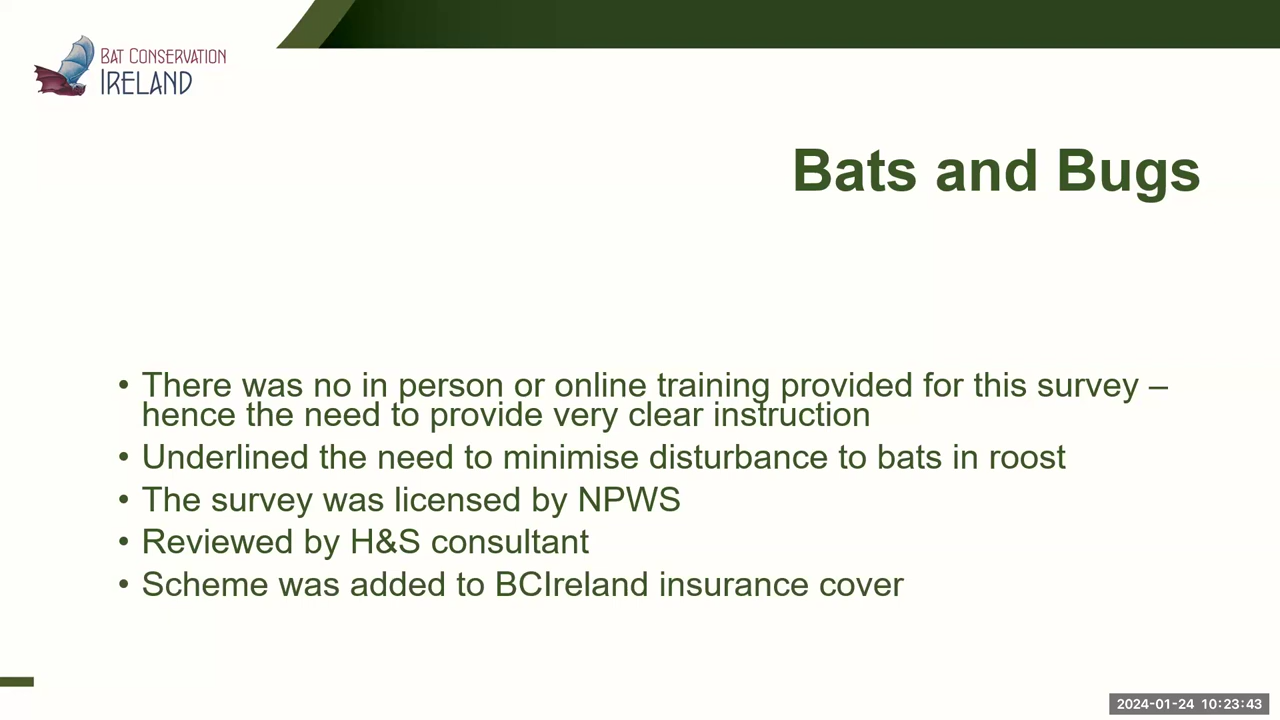 BAT CONSERVATION
IRELAND
Bats and Bugs
• There was no in person or online training provided for this survey –
hence the need to provide very clear instruction
• Underlined the need to minimise disturbance to bats in roost
• The survey was licensed by NPWS
• Reviewed by H&S consultant
• Scheme was added to BCIreland insurance cover
2024-01-24 10:23:43